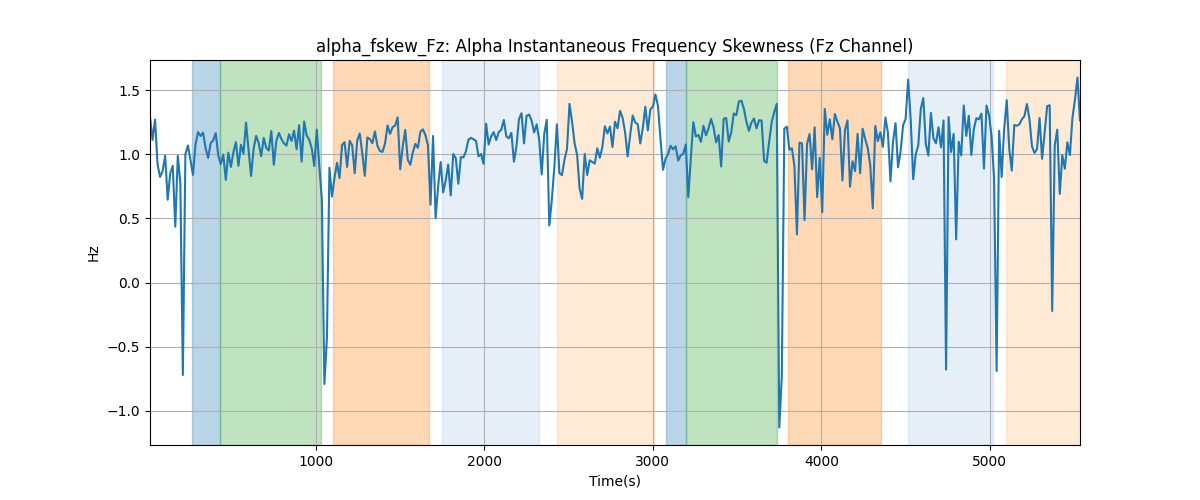 alpha_fskew_Fz: Alpha Instantaneous Frequency Skewness (Fz Channel)
1.5
1.0
0.5
0.0
−0.5
−1.0
Hz
1000 2000 3000 4000 5000
Time(s)